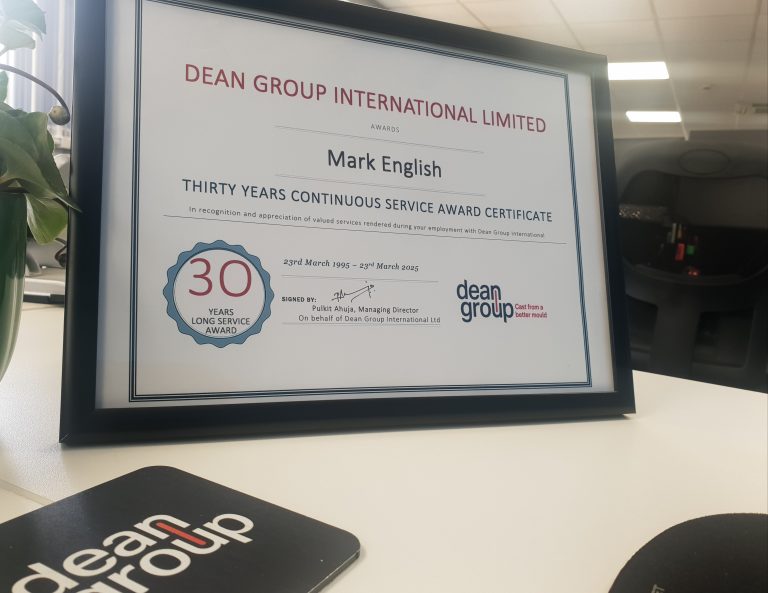 DEAN GROUP INTERNATIONAL LIMITED
AWARDS
Mark English
THIRTY YEARS CONTINUOUS SERVICE AWARD CERTIFICATE
In recognition and appreciation of valued services rendered during your employment with Dean Group International
30
YEARS
LONG SERVICE
AWARD
23rd March 1995 – 23rd March 2025
SIGNED BY:
Pulkit Ahuja, Managing Director
On behalf of Dean Group International Ltd
dean
group
Cast from a
better mould
dean
group